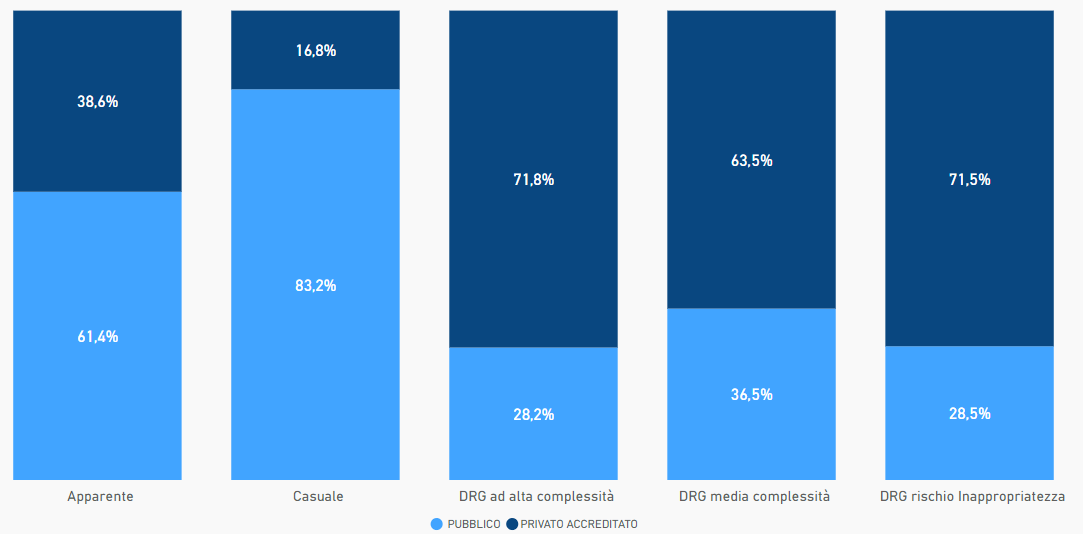 38,6%
16,8%
71,8%
63,5%
71,5%
61,4%
83,2%
28,2%
36,5%
28,5%
Apparente
Casuale
DRG ad alta complessità
DRG media complessità
DRG rischio Inappropriatezza
PUBBLICO PRIVATO ACCREDITATO